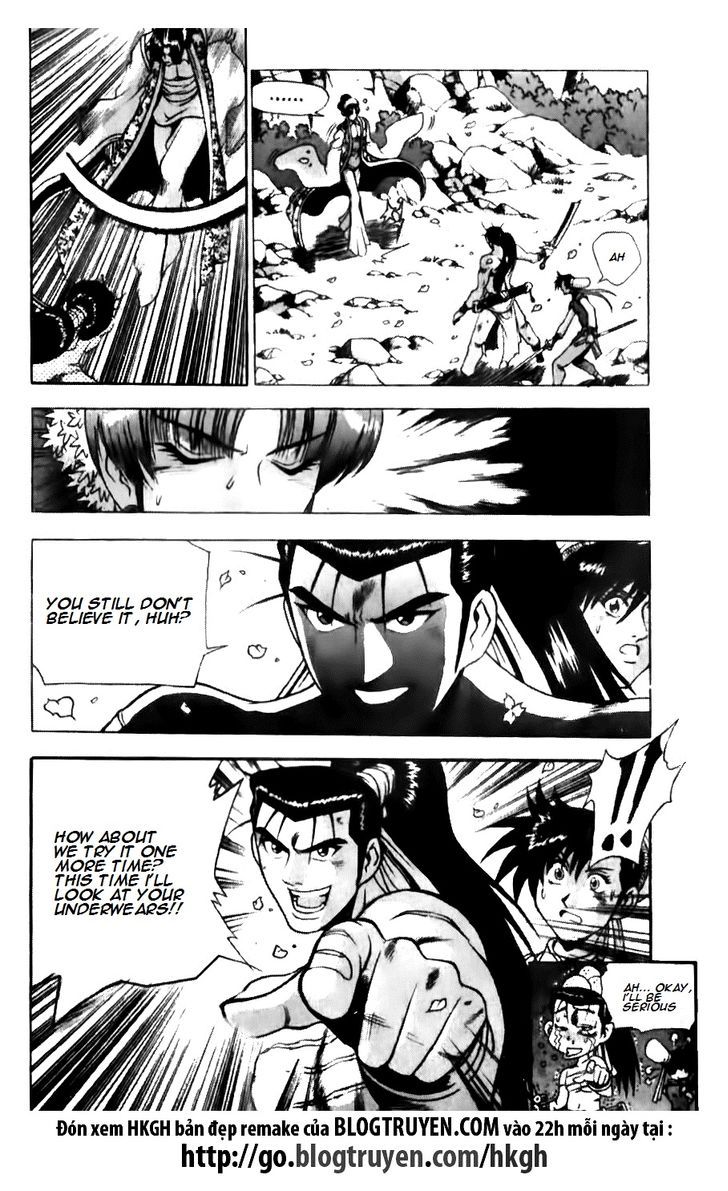 ......
AH
YOU STILL DON'T
BELIEVE IT, HUH?
HOW ABOUT
WE TRY IT ONE
MORE TIME?
THIS TIME I'LL
LOOK AT YOUR
UNDERWEARS!!
!!
AH... OKAY,
I'LL BE
SERIOUS
Đón xem HKGH bản đẹp remake của BLOGTRUYEN.COM vào 22h mỗi ngày tại :
http://go.blogtruyen.com/hkgh